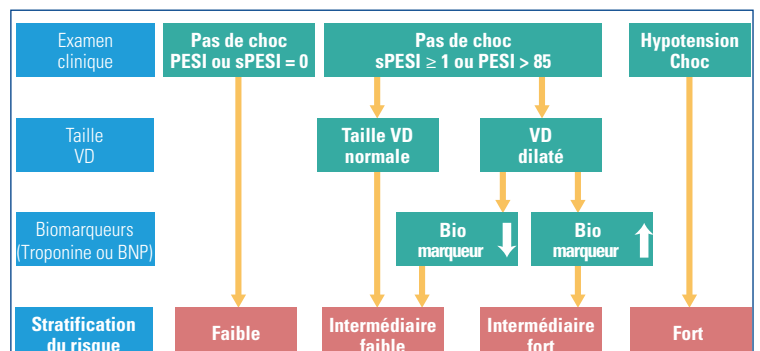 Examen
clinique
Pas de choc
PESI ou sPESI = 0
Pas de choc
sPESI ≥ 1 ou PESI > 85
Hypotension
Choc
Taille
VD
Taille VD
normale
VD
dilaté
Biomarqueurs
(Troponine ou BNP)
Bio
marqueur
Bio
marqueur
Stratification
du risque
Faible
Intermédiaire
faible
Intermédiaire
fort
Fort